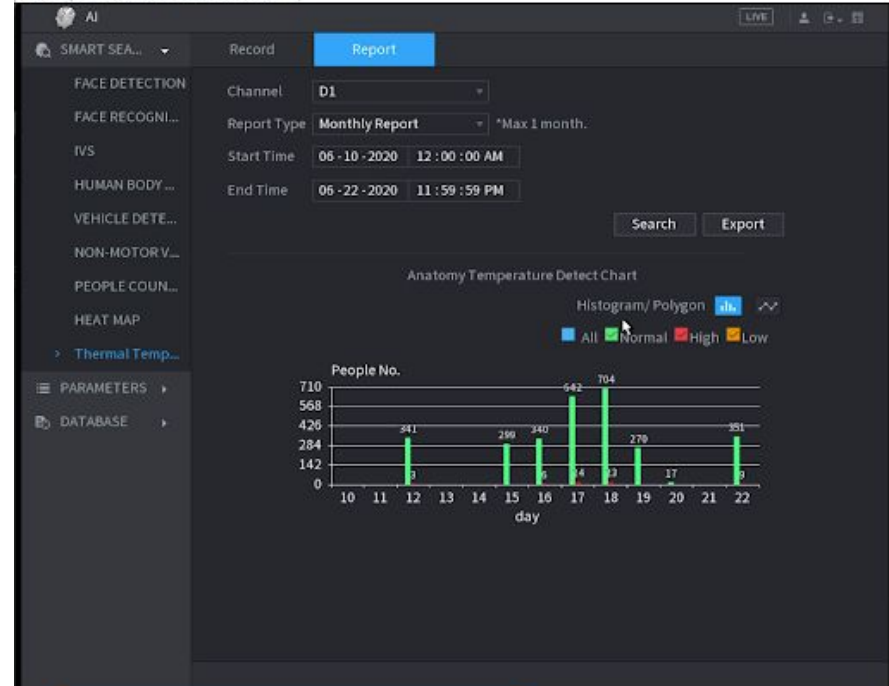 AI
LIVE
SMART SEA...
Record Report
FACE DETECTION
FACE RECOGNI...
IVS
HUMAN BODY ...
VEHICLE DETE...
NON-MOTOR V...
PEOPLE COUN...
HEAT MAP
> Thermal Temp...
PARAMETERS
DATABASE
Channel D1
Report Type Monthly Report *Max 1 month.
Start Time 06 - 10 - 2020 12 : 00 : 00 AM
End Time 06 - 22 - 2020 11 : 59 : 59 PM
Search Export
Anatomy Temperature Detect Chart
Histogram/ Polygon
All Normal High Low
People No.
710
568
426
284
142
0
341 299 340 642 704 270 17 351
3 6 23 9
10 11 12 13 14 15 16 17 18 19 20 21 22
day